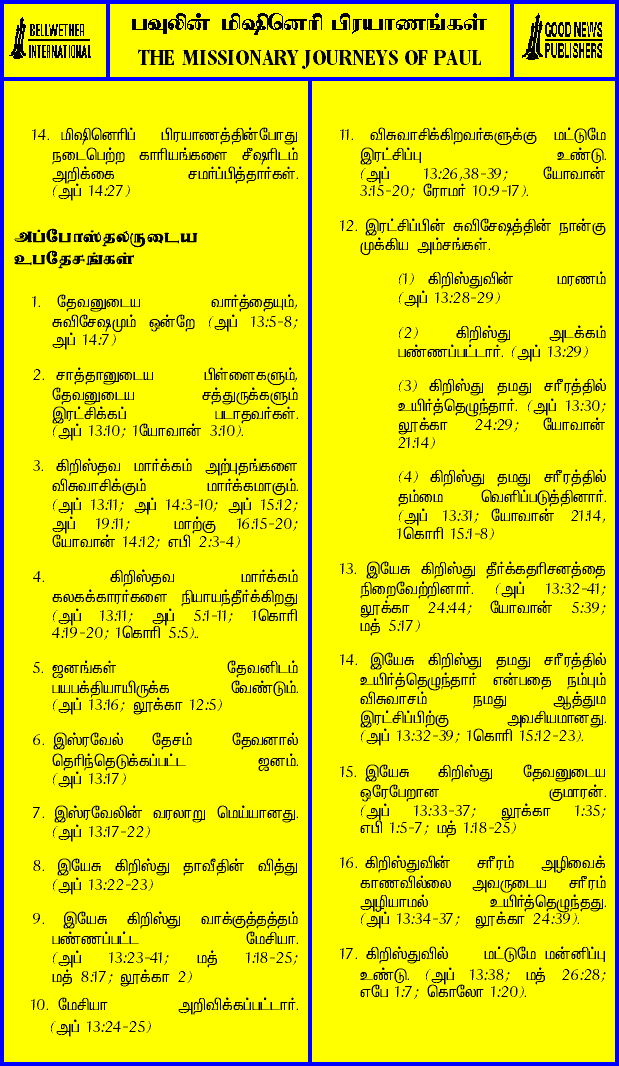 BELLWETHER
INTERNATIONAL
பவுலின் மிஷினெரி பிரயாணங்கள்
THE MISSIONARY JOURNEYS OF PAUL
GOOD NEWS
PUBLISHERS
14. மிஷினெரிப் பிரயாணத்தின்போது
நடைபெற்ற காரியங்களை சீஷரிடம்
அறிக்கை சமர்ப்பித்தார்கள்.
(அப் 14:27)
அப்போஸ்தலருடைய
உபதேசங்கள்
1. தேவனுடைய வார்த்தையும்,
சுவிசேஷமும் ஒன்றே (அப் 13:5-8;
அப் 14:7)
2. சாத்தானுடைய பிள்ளைகளும்,
தேவனுடைய சத்துருக்களும்
இரட்சிக்கப் படாதவர்கள்.
(அப் 13:10; 1யோவான் 3:10).
3. கிறிஸ்தவ மார்க்கம் அற்புதங்களை
விசுவாசிக்கும் மார்க்கமாகும்.
(அப் 13:11; அப் 14:3-10; அப் 15:12;
அப் 19:11; மாற்கு 16:15-20;
யோவான் 14:12; எபி 2:3-4)
4. கிறிஸ்தவ மார்க்கம்
கலகக்காரர்களை நியாயந்தீர்க்கிறது
(அப் 13:11; அப் 5:1-11; 1கொரி
4:19-20; 1கொரி 5:5)..
5. ஜனங்கள் தேவனிடம்
பயபக்தியாயிருக்க வேண்டும்.
(அப் 13:16; லூக்கா 12:5)
6. இஸ்ரவேல் தேசம் தேவனால்
தெரிந்தெடுக்கப்பட்ட ஜனம்.
(அப் 13:17)
7. இஸ்ரவேலின் வரலாறு மெய்யானது.
(அப் 13:17-22)
8. இயேசு கிறிஸ்து தாவீதின் வித்து
(அப் 13:22-23)
9. இயேசு கிறிஸ்து வாக்குத்தத்தம்
பண்ணப்பட்ட மேசியா.
(அப் 13:23-41; மத் 1:18-25;
மத் 8:17; லூக்கா 2)
10. மேசியா அறிவிக்கப்பட்டார்.
(அப் 13:24-25)
11. விசுவாசிக்கிறவர்களுக்கு மட்டுமே
இரட்சிப்பு உண்டு.
(அப் 13:26,38-39; யோவான்
3:15-20; ரோமர் 10:9-17).
12. இரட்சிப்பின் சுவிசேஷத்தின் நான்கு
முக்கிய அம்சங்கள்.
(1) கிறிஸ்துவின் மரணம்
(அப் 13:28-29)
(2) கிறிஸ்து அடக்கம்
பண்ணப்பட்டார். (அப் 13:29)
(3) கிறிஸ்து தமது சரீரத்தில்
உயிர்த்தெழுந்தார். (அப் 13:30;
லூக்கா 24:29; யோவான்
21:14)
(4) கிறிஸ்து தமது சரீரத்தில்
தம்மை வெளிப்படுத்தினார்.
(அப் 13:31; யோவான் 21:14,
1கொரி 15:1-8)
13. இயேசு கிறிஸ்து தீர்க்கதரிசனத்தை
நிறைவேற்றினார். (அப் 13:32-41;
லூக்கா 24:44; யோவான் 5:39;
மத் 5:17)
14. இயேசு கிறிஸ்து தமது சரீரத்தில்
உயிர்த்தெழுந்தார் என்பதை நம்பும்
விசுவாசம் நமது ஆத்தும
இரட்சிப்பிற்கு அவசியமானது.
(அப் 13:32-39; 1கொரி 15:12-23).
15. இயேசு கிறிஸ்து தேவனுடைய
ஒரேபேறான குமாரன்.
(அப் 13:33-37; லூக்கா 1:35;
எபி 1:5-7; மத் 1:18-25)
16. கிறிஸ்துவின் சரீரம் அழிவைக்
காணவில்லை அவருடைய சரீரம்
அழியாமல் உயிர்த்தெழுந்தது.
(அப் 13:34-37; லூக்கா 24:39).
17. கிறிஸ்துவில் மட்டுமே மன்னிப்பு
உண்டு. (அப் 13:38; மத் 26:28;
எபே 1:7; கொலோ 1:20).